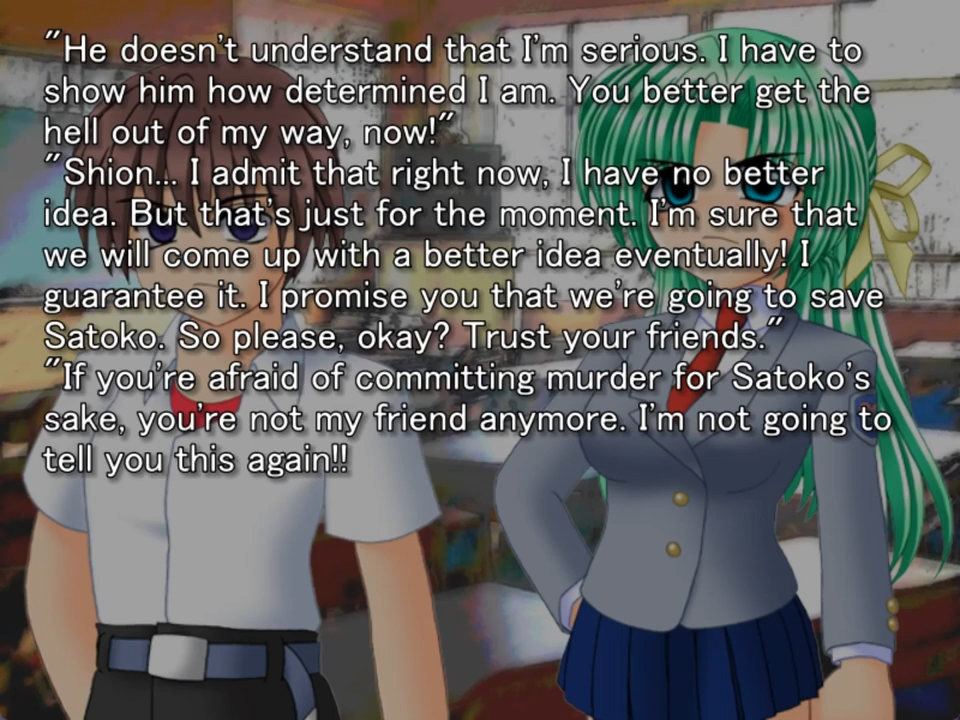 "He doesn't understand that I'm serious. I have to
show him how determined I am. You better get the
hell out of my way, now!"
"Shion... I admit that right now, I have no better
idea. But that's just for the moment. I'm sure that
we will come up with a better idea eventually! I
guarantee it. I promise you that we're going to save
Satoko. So please, okay? Trust your friends."
"If you're afraid of committing murder for Satoko's
sake, you're not my friend anymore. I'm not going to
tell you this again!!